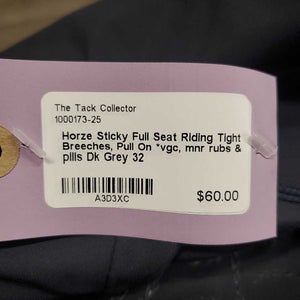 The Tack Collector
1000173-25
Horze Sticky Full Seat Riding Tight
Breeches, Pull On *vgc, mnr rubs &
pills Dk Grey 32
A3D3XC
$60.00